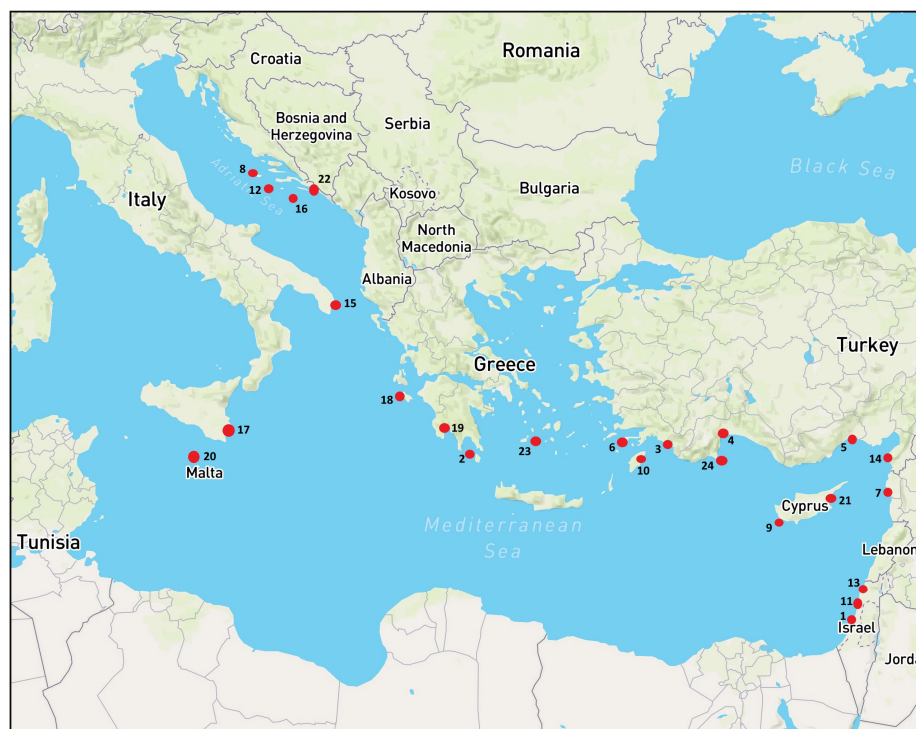 Romania
Croatia
Bosnia and
Herzegovina
Serbia
Black Sea
8
22
Adriatic Sea
12
16
Kosovo
Bulgaria
Italy
North
Macedonia
Albania
15
Greece
Turkey
18
19
17
2
23
6
3
4
5
20
10
24
14
Malta
7
21
Cyprus
9
Mediterranean
Sea
Tunisia
Lebanon
13
11
1
Israel
Jorda